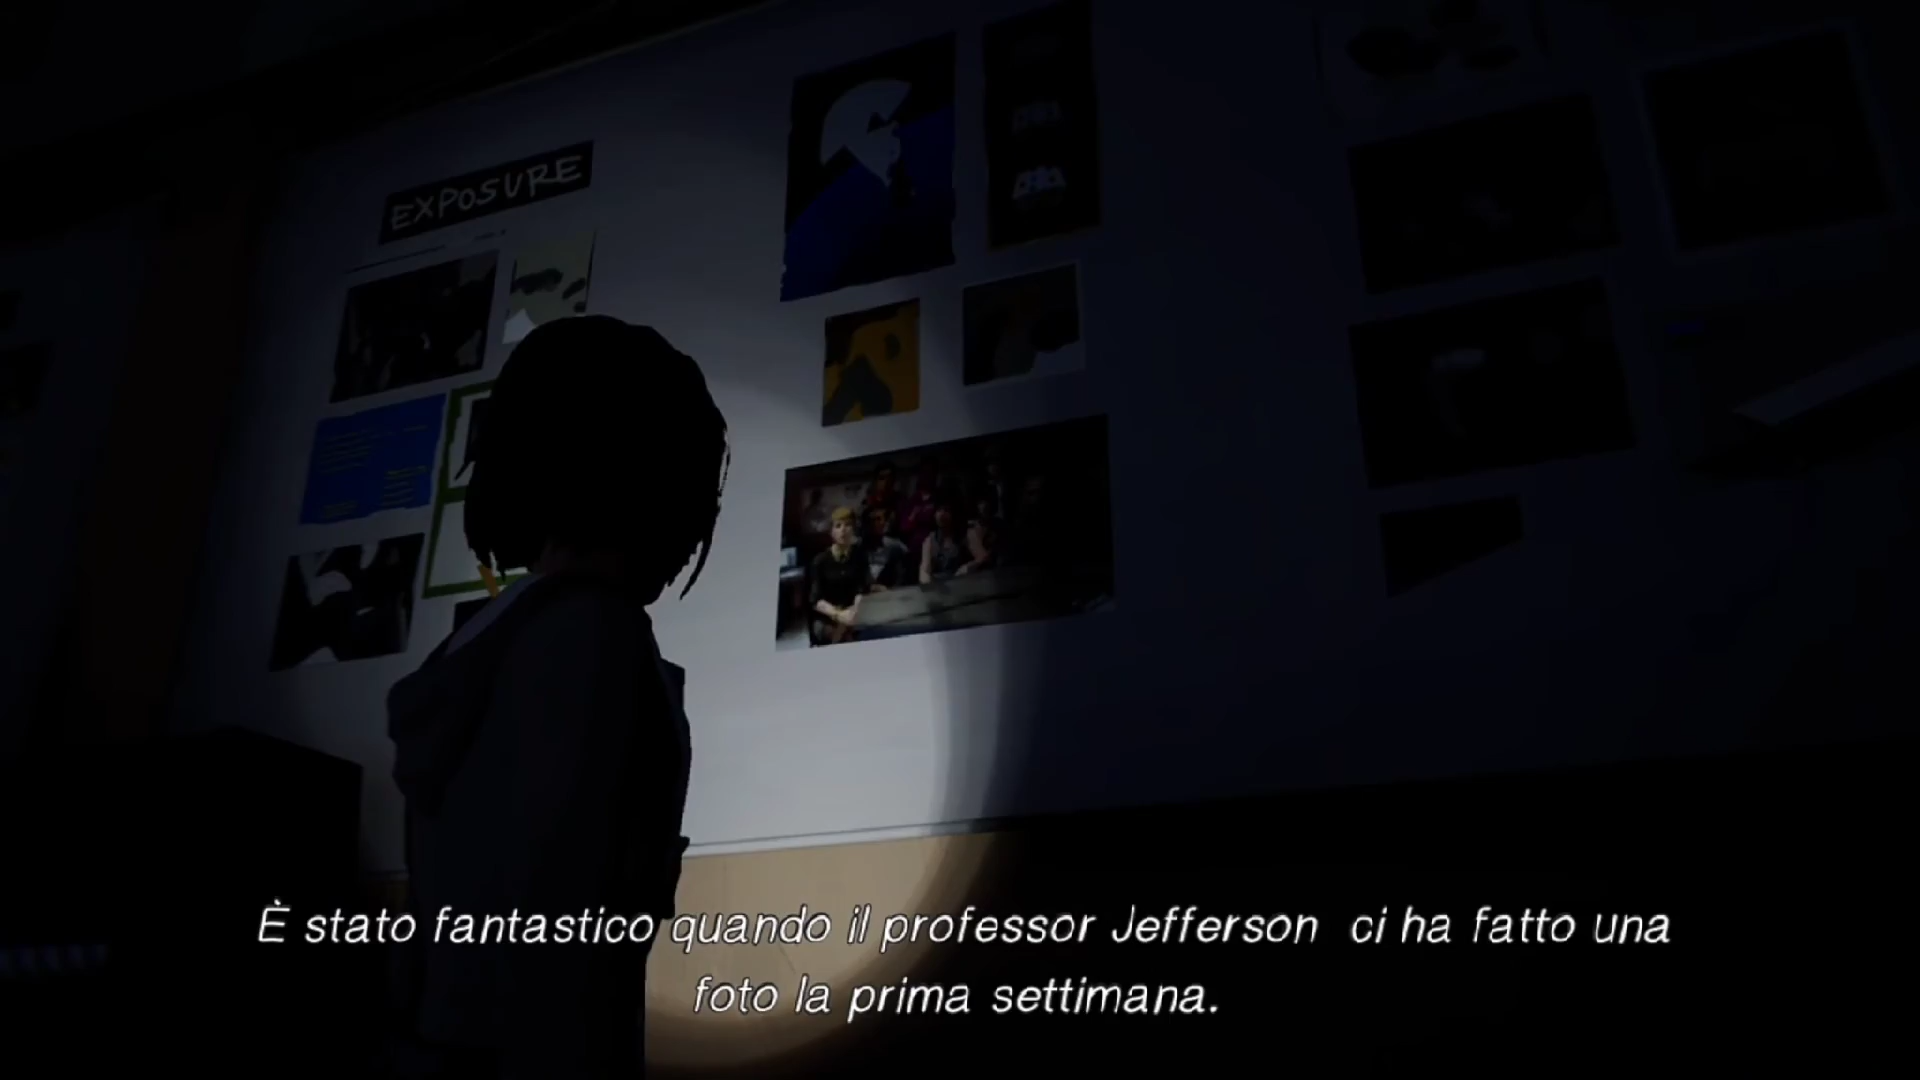 EXPOSURE
È stato fantastico quando il professor Jefferson ci ha fatto una
foto la prima settimana.